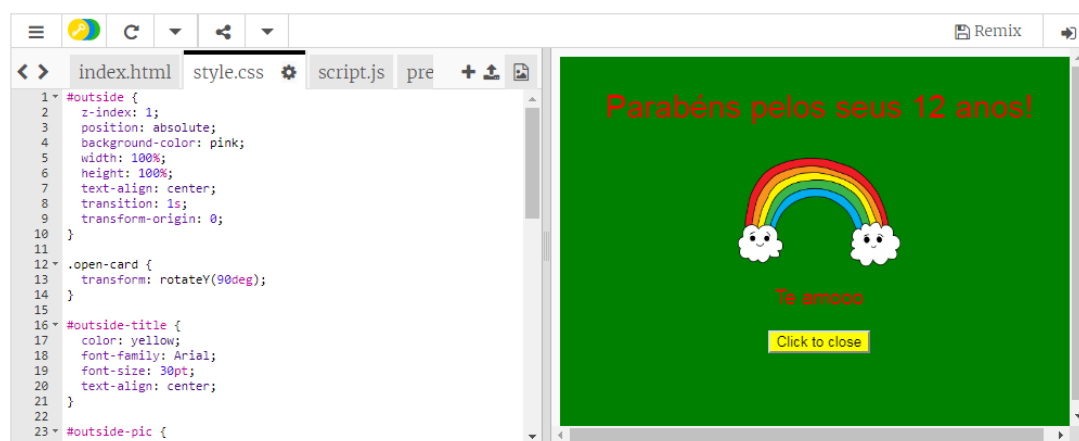 Remix
index.html style.css script.js pre
1 #outside {
2 z-index: 1;
3 position: absolute;
4 background-color: pink;
5 width: 100%;
6 height: 100%;
7 text-align: center;
8 transition: 1s;
9 transform-origin: 0;
10 }
11
12 .open-card {
13 transform: rotateY(90deg);
14 }
15
16 #outside-title {
17 color: yellow;
18 font-family: Arial;
19 font-size: 30pt;
20 text-align: center;
21 }
22
23 #outside-pic {
Parabéns pelos seus 12 anos!
Te amooo
Click to close